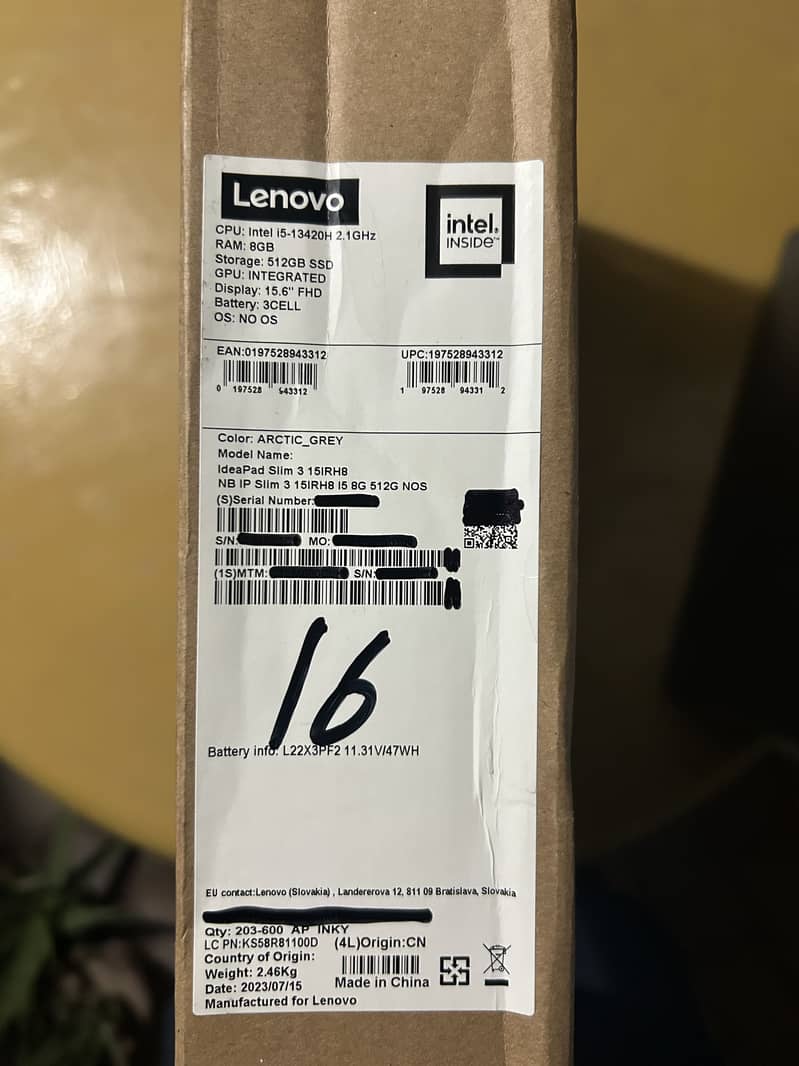 Lenovo
intel.
INSIDE™
CPU: Intel i5-13420H 2.1GHz
RAM: 8GB
Storage: 512GB SSD
GPU: INTEGRATED
Display: 15.6" FHD
Battery: 3CELL
OS: NO OS
EAN:0197528943312 UPC:197528943312
0 197528 943312 1 97528 94331 2
Color: ARCTIC_GREY
Model Name:
IdeaPad Slim 3 15IRH8
NB IP Slim 3 15IRH8 I5 8G 512G NOS
(S)Serial Number:
S/N: MO:
(1S)MTM: S/N:
16
Battery info: L22X3PF2 11.31V/47WH
EU contact:Lenovo (Slovakia) , Landererova 12, 811 09 Bratislava, Slovakia
Qty: 203-600 AP INKY
LC PN:KS58R81100D (4L)Origin:CN
Country of Origin:
Weight: 2.46Kg
Made in China
Date: 2023/07/15
Manufactured for Lenovo